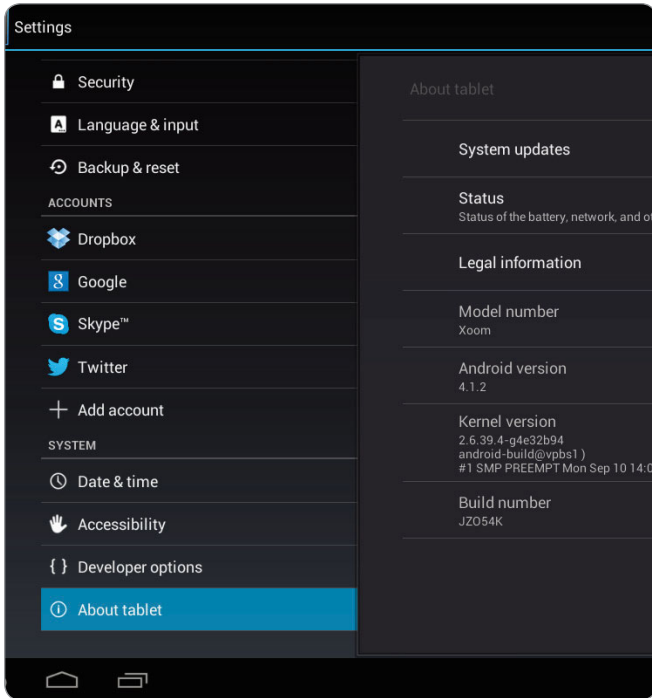 Settings
Security
Language & input
Backup & reset
ACCOUNTS
Dropbox
Google
Skype™
Twitter
Add account
SYSTEM
Date & time
Accessibility
{ } Developer options
About tablet
About tablet
System updates
Status
Status of the battery, network, and
Legal information
Model number
Xoom
Android version
4.1.2
Kernel version
2.6.39.4-g4e32b94
android-build@vpbs1 )
#1 SMP PREEMPT Mon Sep 10
Build number
JZO54K